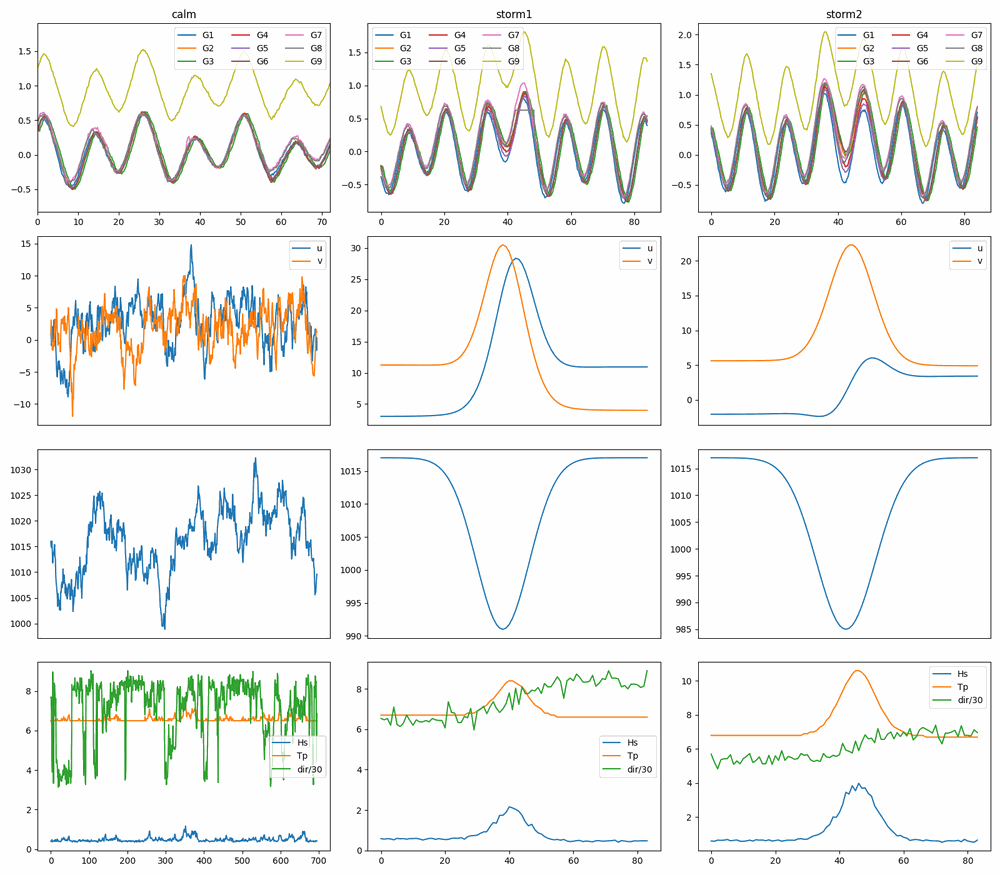 calm
storm1
storm2
G1 G4 G7
G2 G5 G8
G3 G6 G9
1.5
1.0
0.5
0.0
−0.5
0 10 20 30 40 50 60 70
G1 G4 G7
G2 G5 G8
G3 G6 G9
1.5
1.0
0.5
0.0
−0.5
0 20 40 60 80
G1 G4 G7
G2 G5 G8
G3 G6 G9
2.0
1.5
1.0
0.5
0.0
−0.5
0 20 40 60 80
u
v
15
10
5
0
−5
−10
u
v
30
25
20
15
10
5
u
v
20
15
10
5
0
1030
1025
1020
1015
1010
1005
1000
1015
1010
1005
1000
995
990
1015
1010
1005
1000
995
990
985
8
6
4
2
0
Hs
Tp
dir/30
0 100 200 300 400 500 600 700
8
6
4
2
0
Hs
Tp
dir/30
0 20 40 60 80
Hs
Tp
dir/30
10
8
6
4
2
0 20 40 60 80